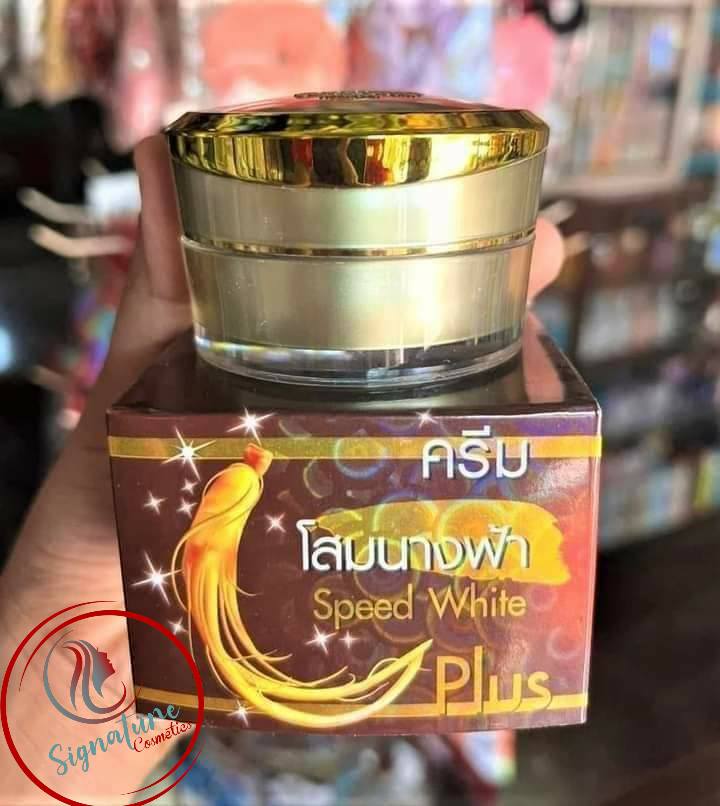 ครีม
โสมนางฟ้า
Speed White
Plus
Signature
Cosmetics